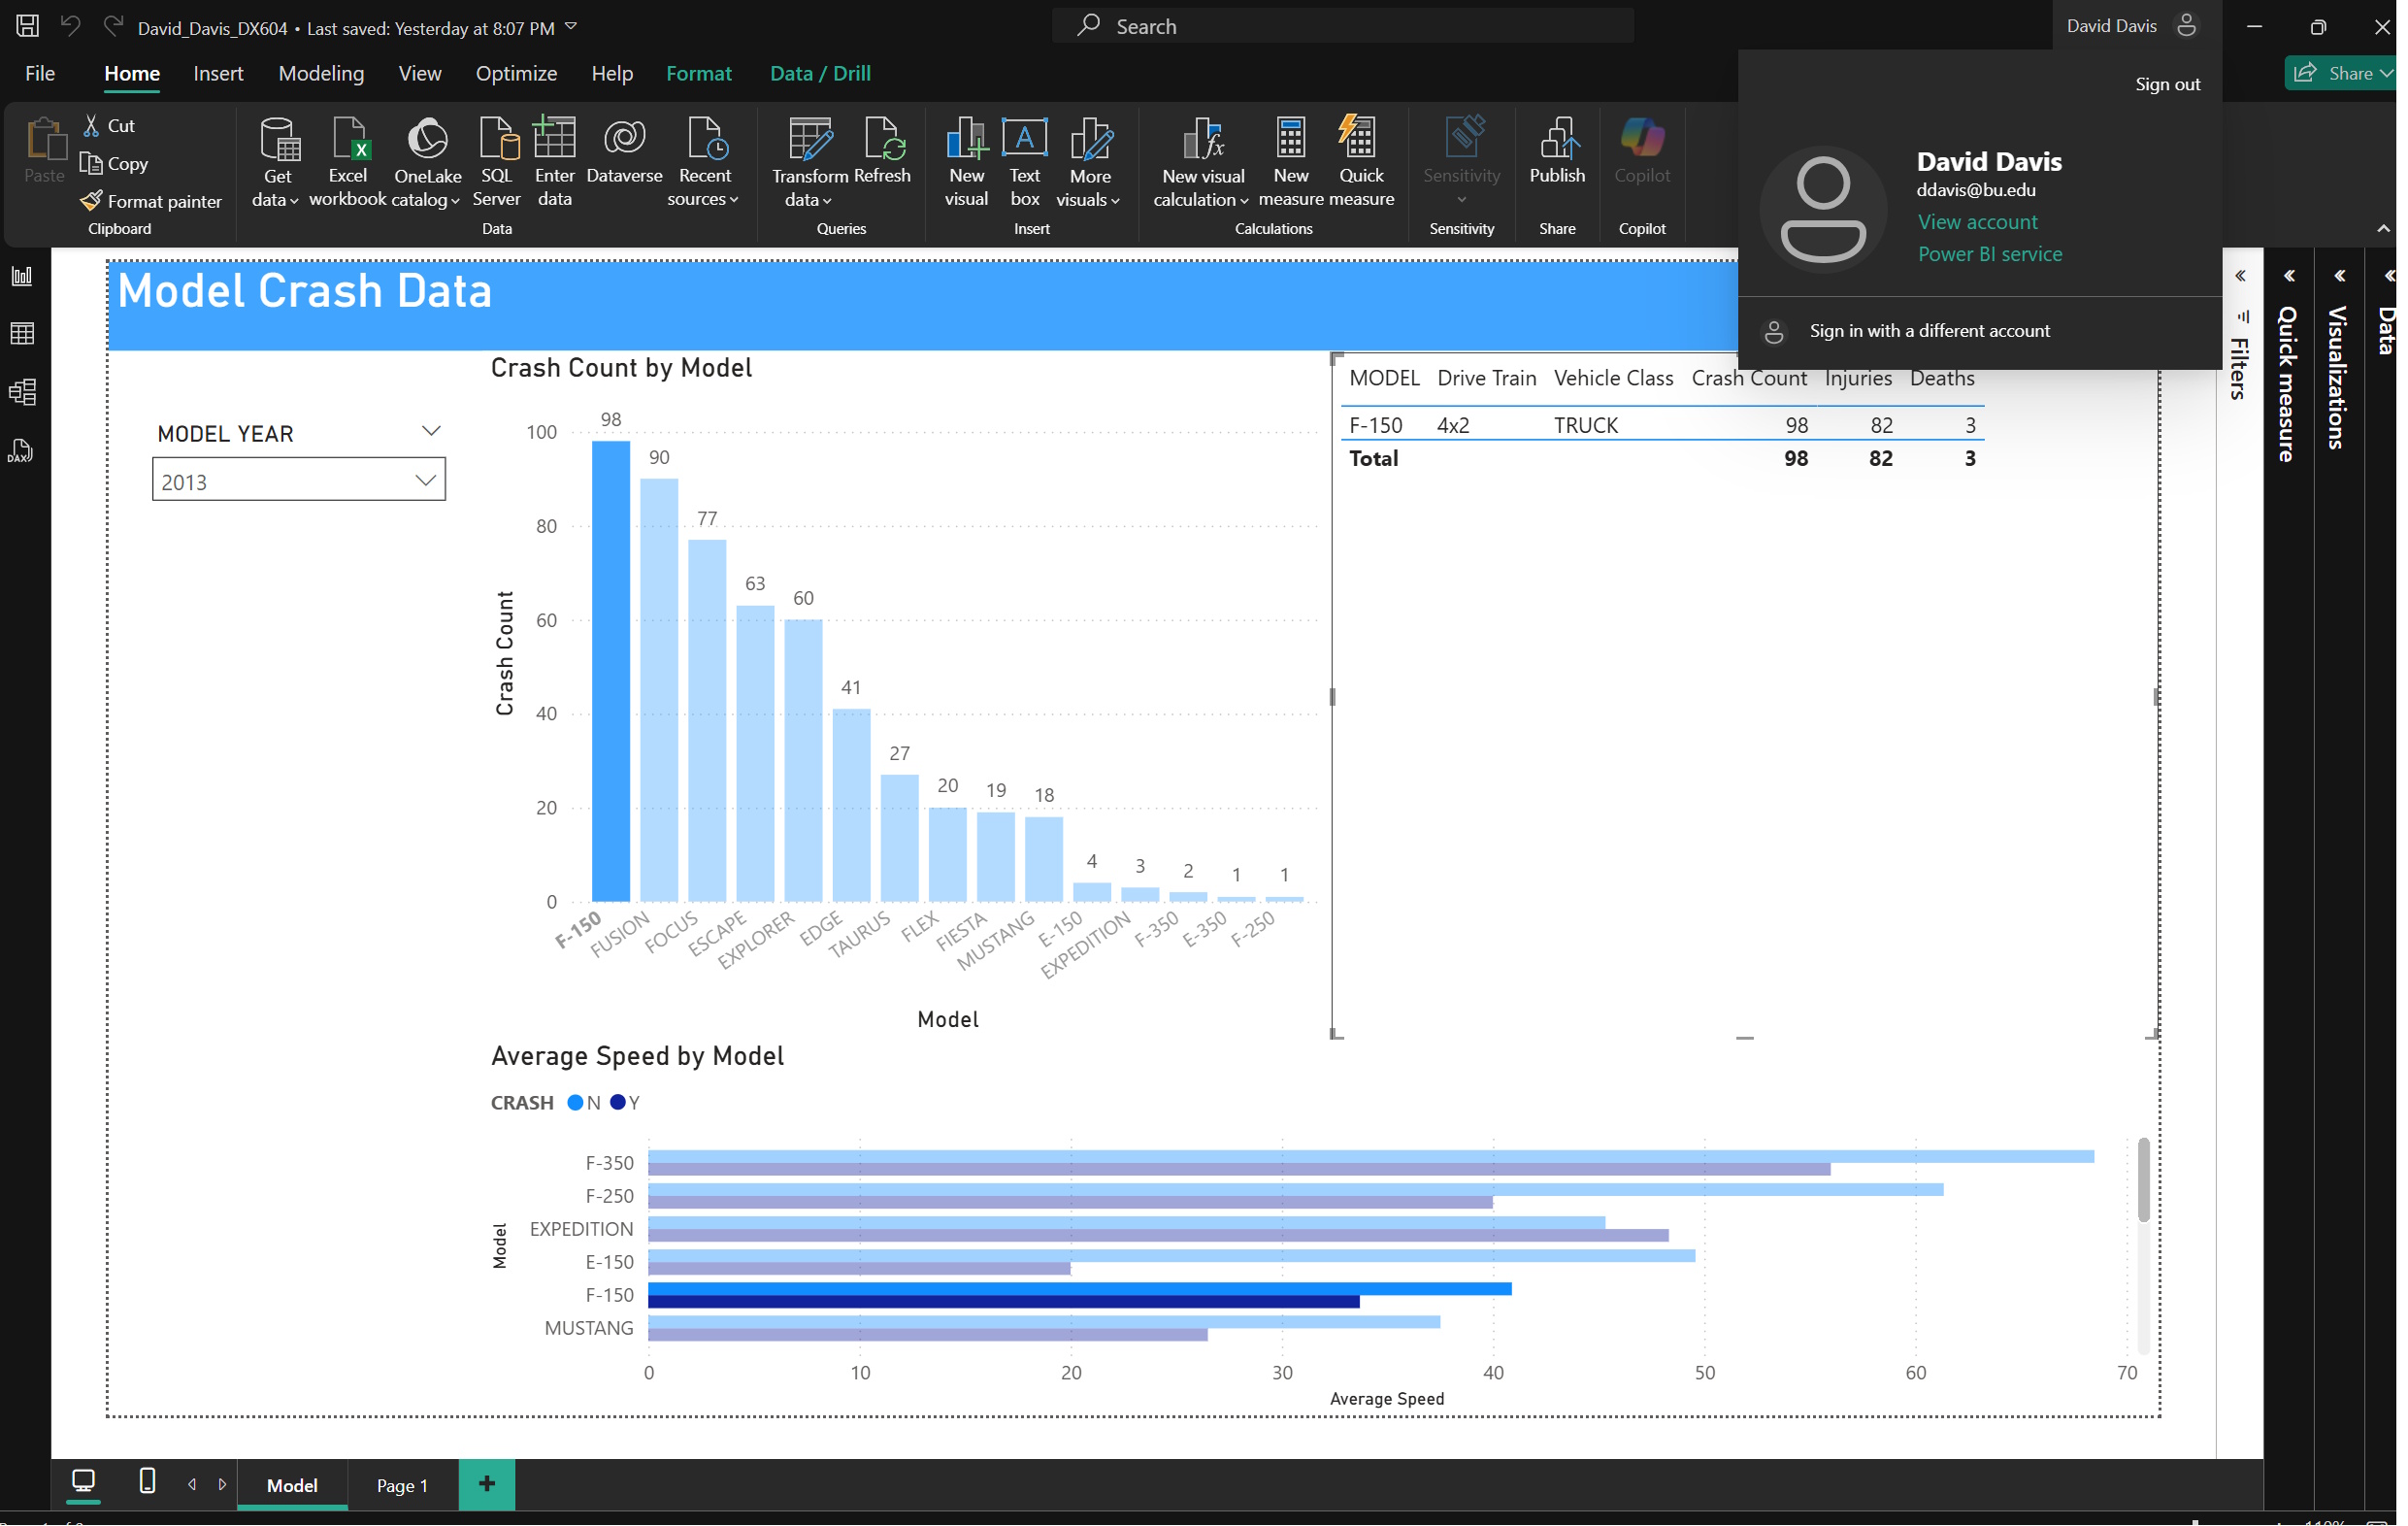 David_Davis_DX604 • Last saved: Yesterday at 8:07 PM
Search
David Davis
File Home Insert Modeling View Optimize Help Format Data / Drill
Share
Sign out
Paste
Cut
Copy
Format painter
Clipboard
Get data
Excel workbook
OneLake catalog
SQL Server
Enter data
Dataverse
Recent sources
Data
Transform data
Refresh
Queries
New visual
Text box
More visuals
Insert
New visual calculation
New measure
Quick measure
Calculations
Sensitivity
Sensitivity
Publish
Share
Copilot
Copilot
David Davis
ddavis@bu.edu
View account
Power BI service
Sign in with a different account
DAX
Model Crash Data
MODEL YEAR
2013
Crash Count by Model
Crash Count
100
80
60
40
20
0
98
90
77
63
60
41
27
20
19
18
4
3
2
1
1
F-150
FUSION
FOCUS
ESCAPE
EXPLORER
EDGE
TAURUS
FLEX
FIESTA
MUSTANG
E-150
EXPEDITION
F-350
E-350
F-250
Model
MODEL Drive Train Vehicle Class Crash Count Injuries Deaths
F-150 4x2 TRUCK 98 82 3
Total 98 82 3
Filters
Quick measure
Visualizations
Data
Average Speed by Model
CRASH N Y
Model
F-350
F-250
EXPEDITION
E-150
F-150
MUSTANG
0 10 20 30 40 50 60 70
Average Speed
Model Page 1 +